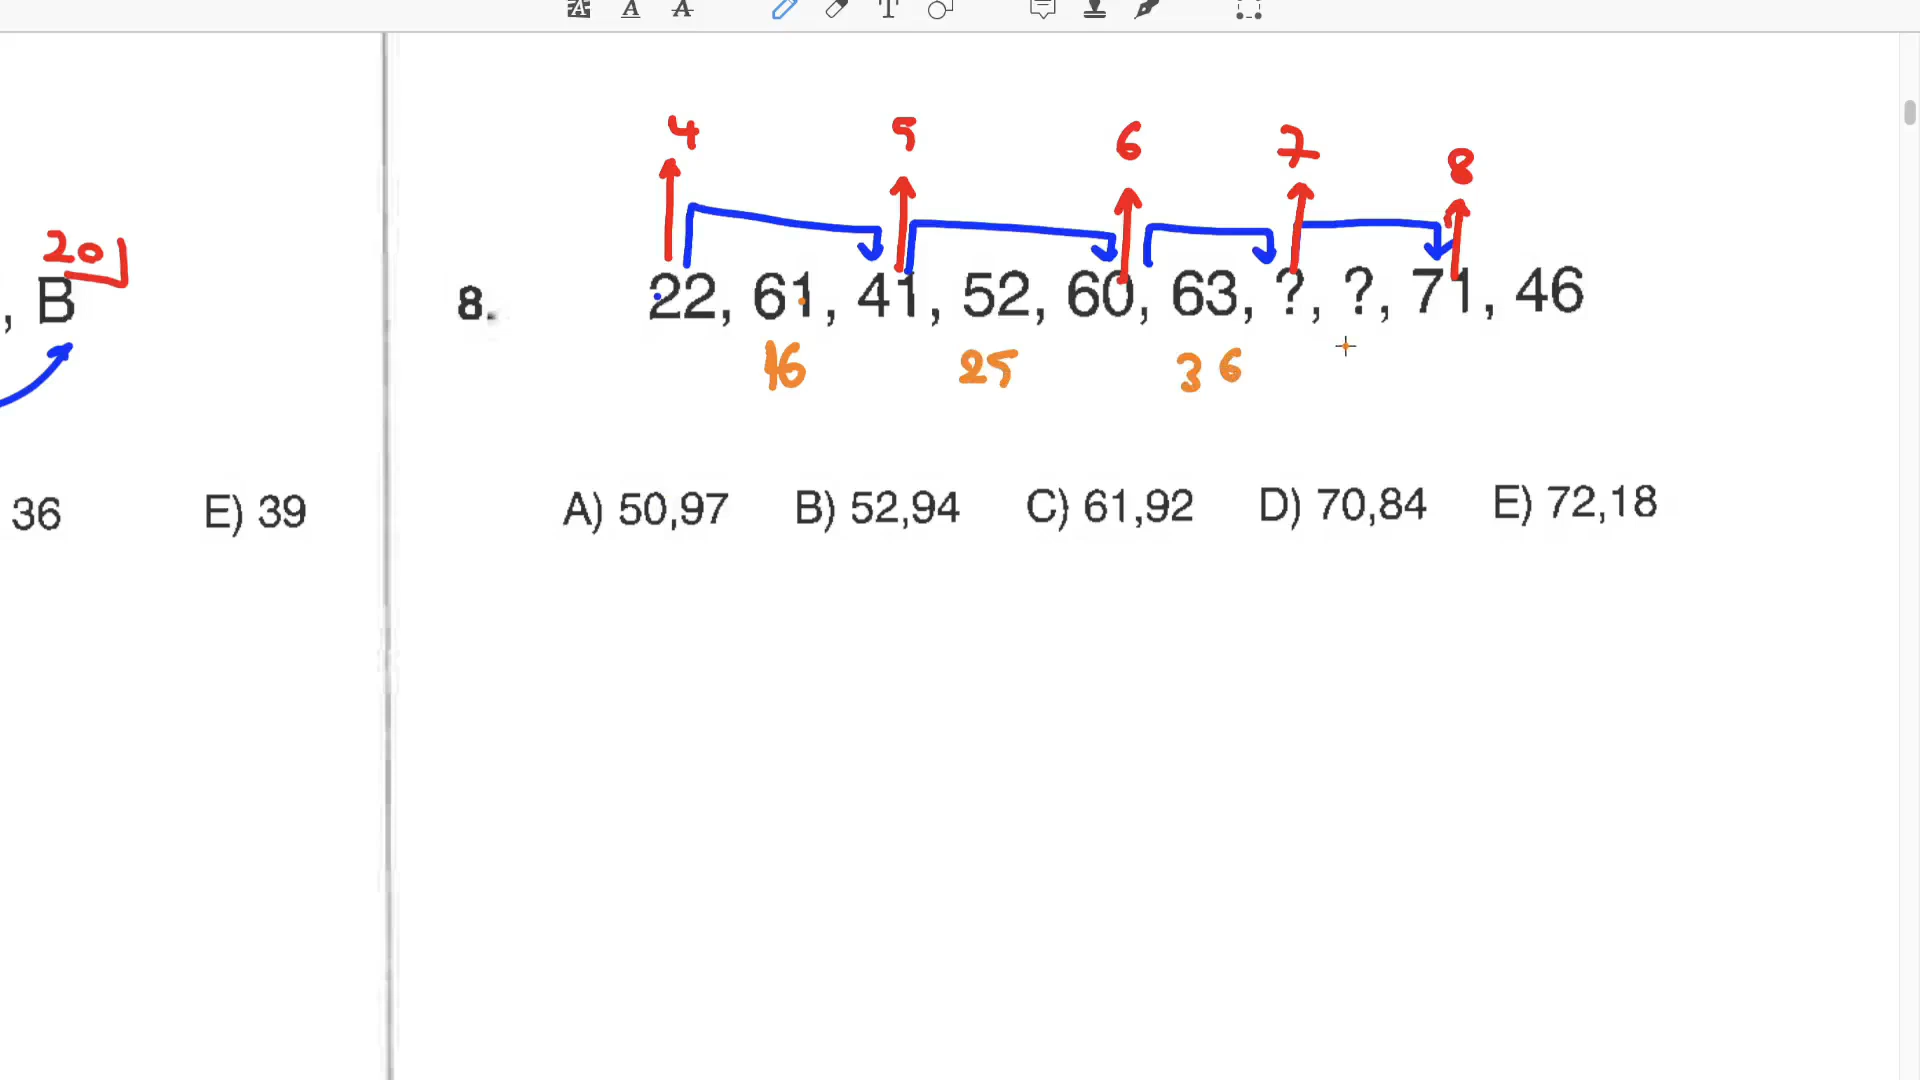 4 5 6 7 8
20
, B
8. 22, 61, 41, 52, 60, 63, ?, ?, 71, 46
16 25 36
36 E) 39
A) 50,97 B) 52,94 C) 61,92 D) 70,84 E) 72,18